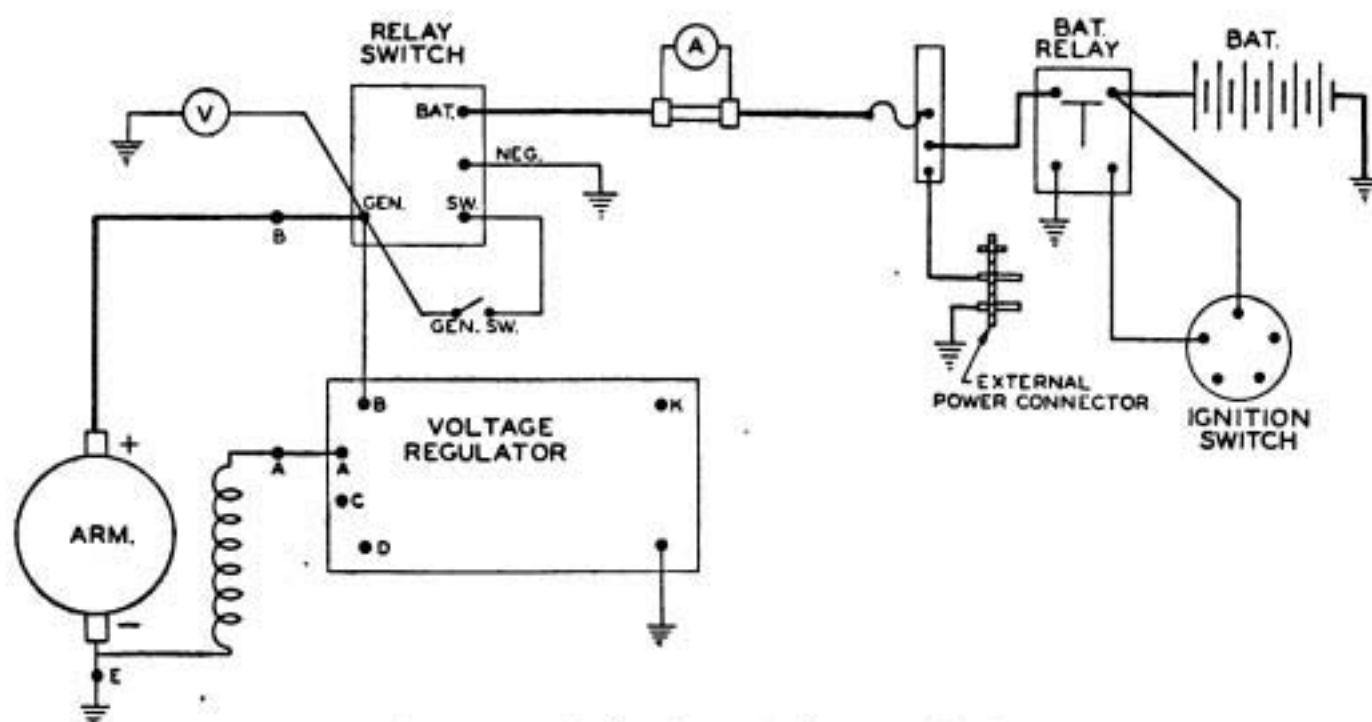 RELAY
SWITCH
A
BAT.
RELAY
BAT.
V
BAT.
NEG.
GEN.
SW.
B
GEN. SW.
EXTERNAL
POWER CONNECTOR
IGNITION
SWITCH
B
K
VOLTAGE
REGULATOR
+
A
A
C
ARM.
D
−
E